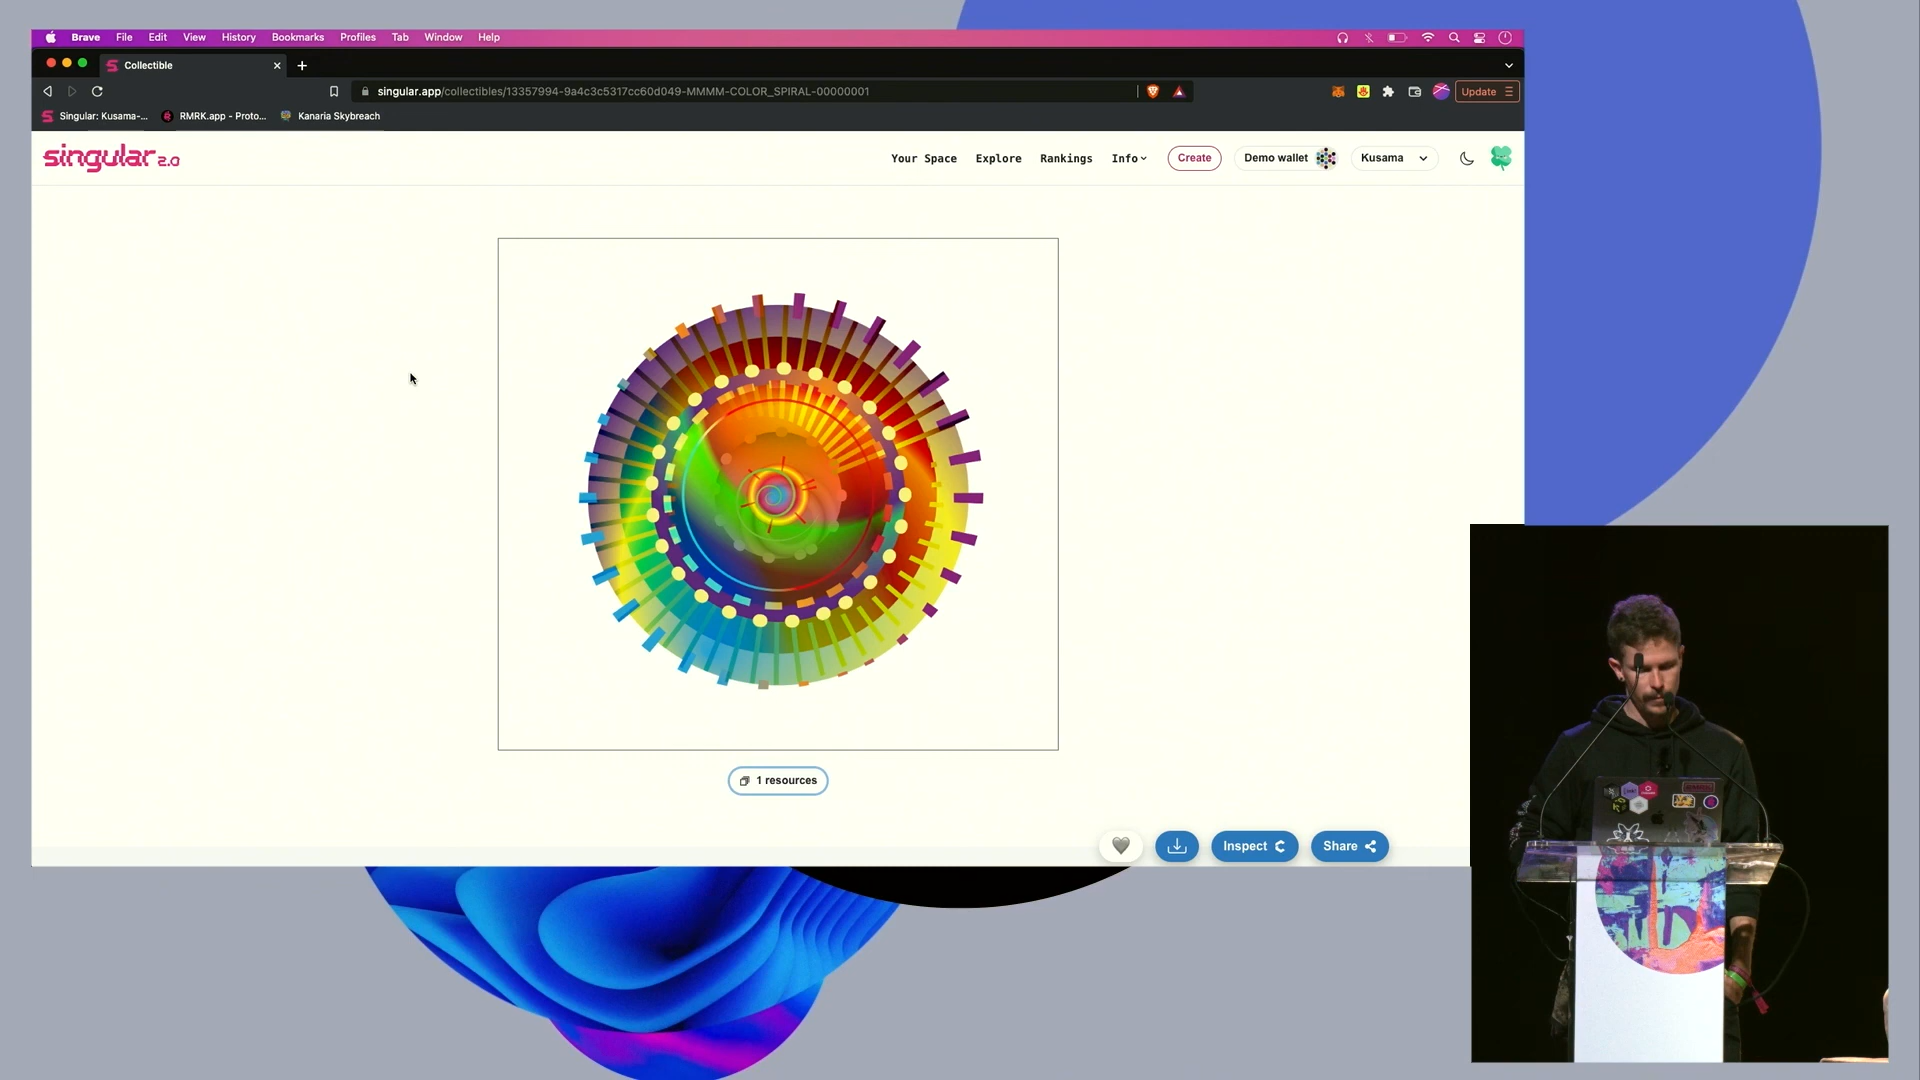 Brave File Edit View History Bookmarks Profiles Tab Window Help
Collectible
singular.app/collectibles/13357994-9a4c3c5317cc60d049-MMMM-COLOR_SPIRAL-00000001
Update
Singular: Kusama-... RMRK.app - Proto... Kanaria Skybreach
singular 2.0
Your Space Explore Rankings Info Create Demo wallet Kusama
1 resources
Inspect Share